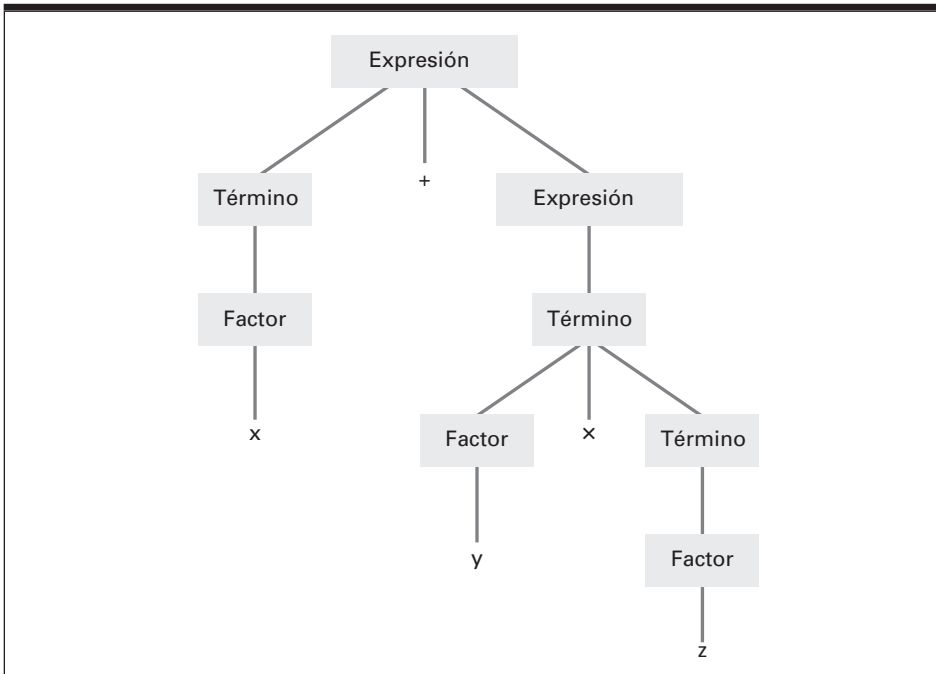 Expresión
+
Término
Expresión
Factor
Término
x
Factor
×
Término
y
Factor
z